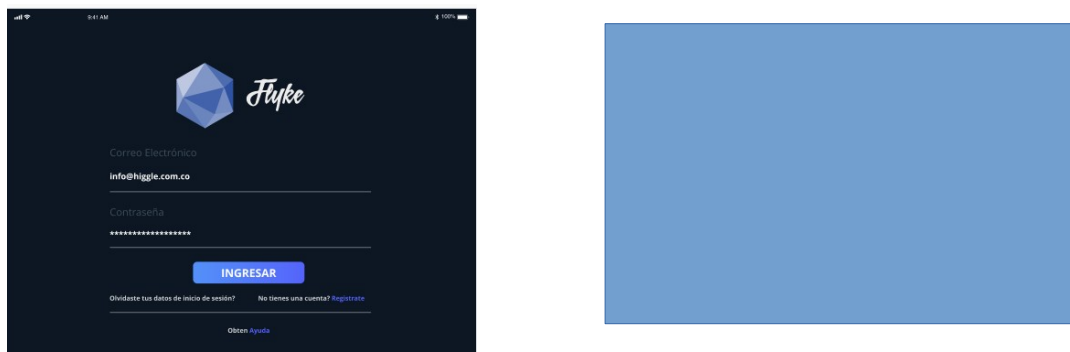 9:41 AM
100%
Flyke
Correo Electrónico
info@higgle.com.co
Contraseña
******************
INGRESAR
Olvidaste tus datos de inicio de sesión? No tienes una cuenta? Registrate
Obten Ayuda